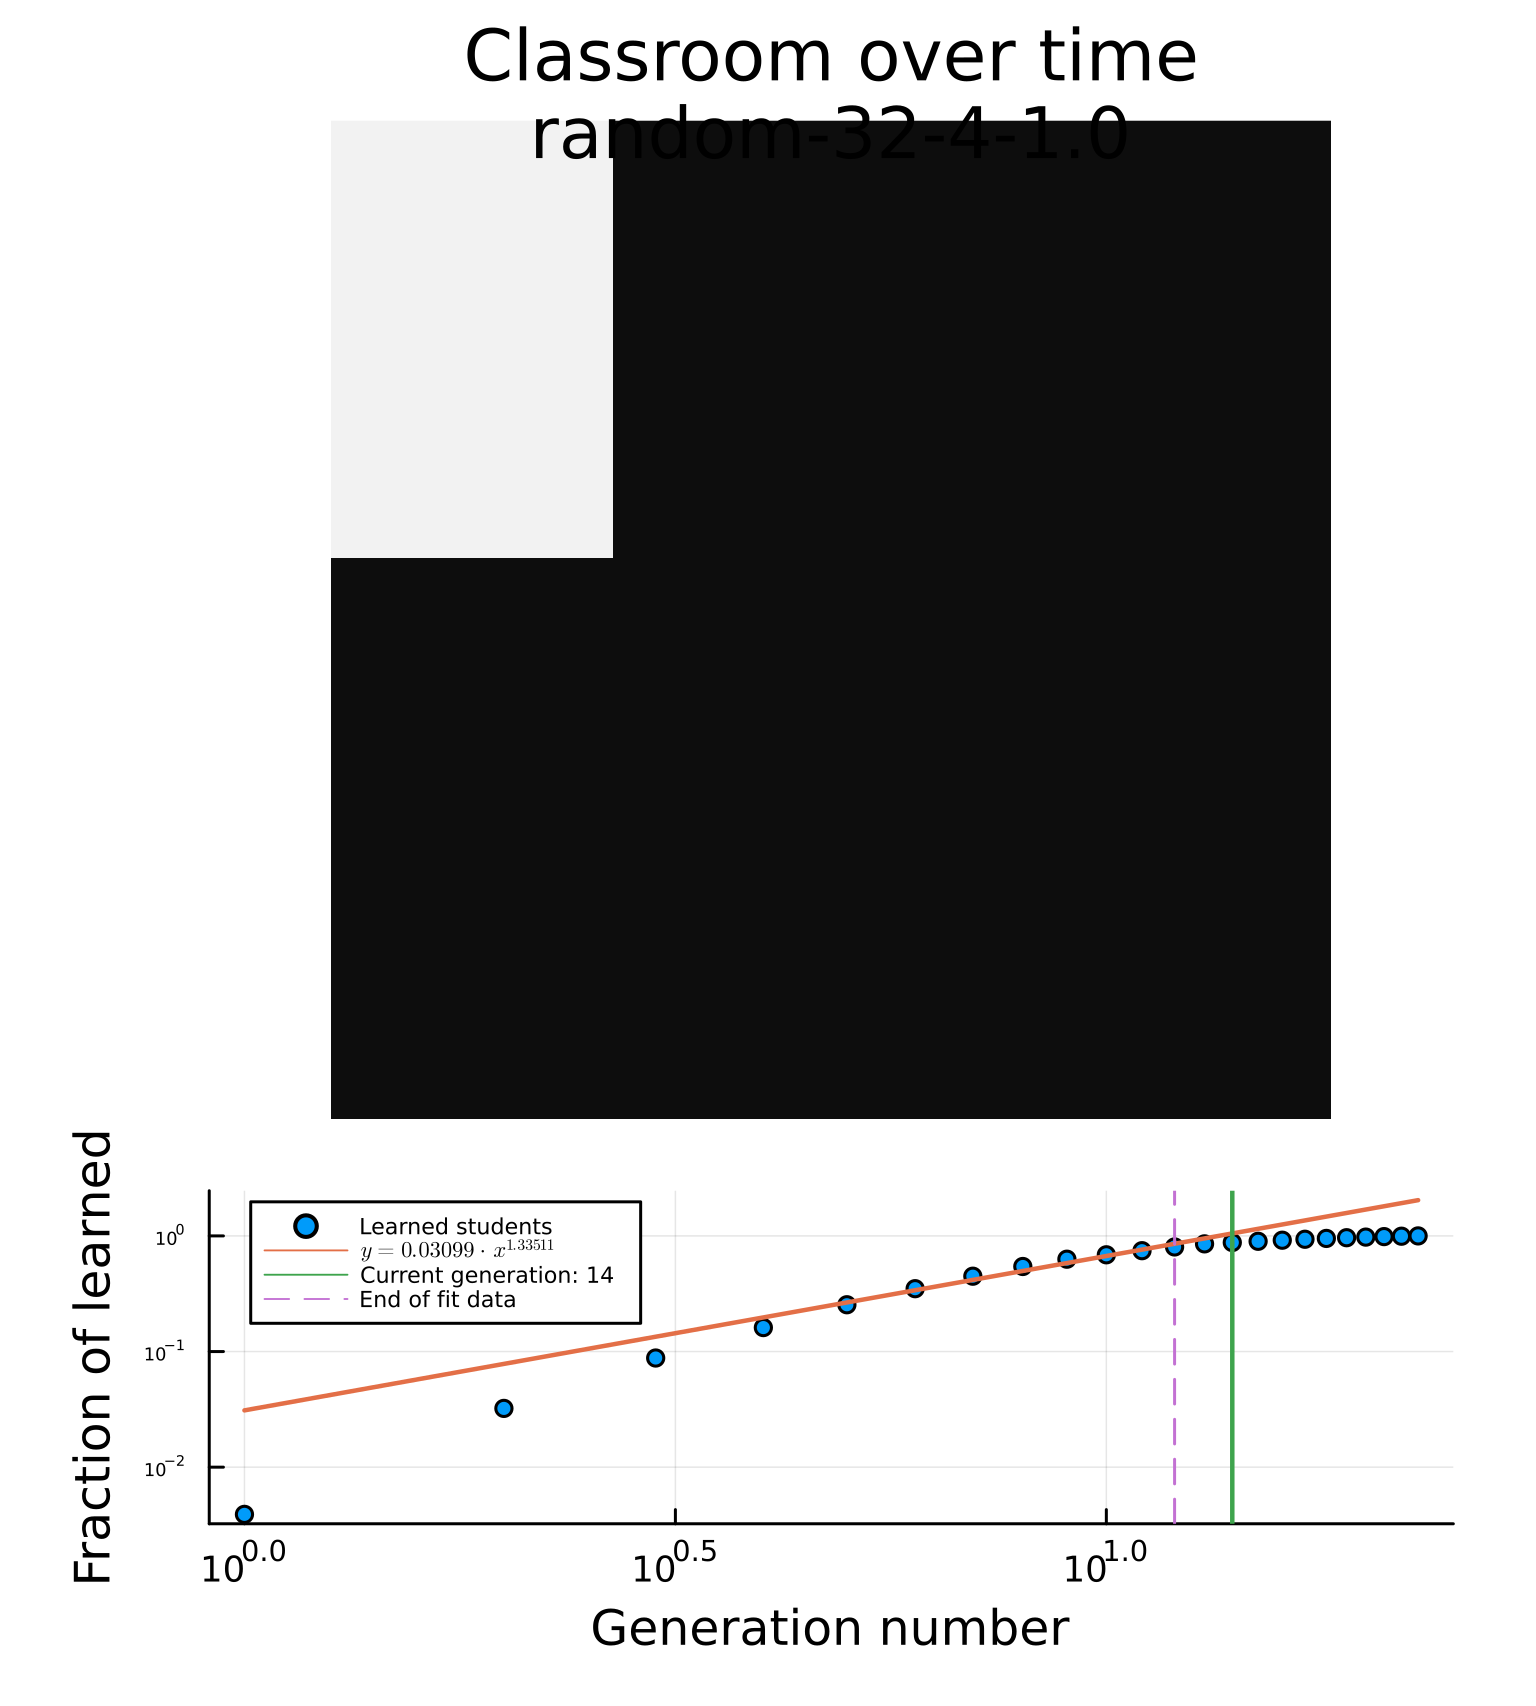 Classroom over time
random-32-4-1.0
Fraction of learned
10^0
10^−1
10^−2
Learned students
y = 0.03099 · x^1.33511
Current generation: 14
End of fit data
10^0.0
10^0.5
10^1.0
Generation number